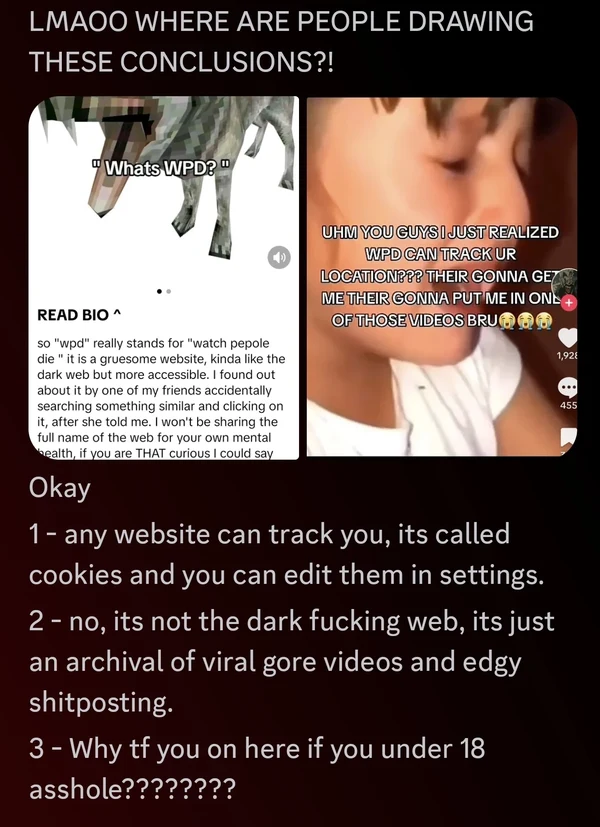 LMAOO WHERE ARE PEOPLE DRAWING
THESE CONCLUSIONS?!
" Whats WPD? "
READ BIO ^
so "wpd" really stands for "watch pepole
die " it is a gruesome website, kinda like the
dark web but more accessible. I found out
about it by one of my friends accidentally
searching something similar and clicking on
it, after she told me. I won't be sharing the
full name of the web for your own mental
health, if you are THAT curious I could say
UHM YOU GUYS I JUST REALIZED
WPD CAN TRACK UR
LOCATION??? THEIR GONNA GET
ME THEIR GONNA PUT ME IN ONE
OF THOSE VIDEOS BRU😭😭😭
455
Okay
1 - any website can track you, its called
cookies and you can edit them in settings.
2 - no, its not the dark fucking web, its just
an archival of viral gore videos and edgy
shitposting.
3 - Why tf you on here if you under 18
asshole????????